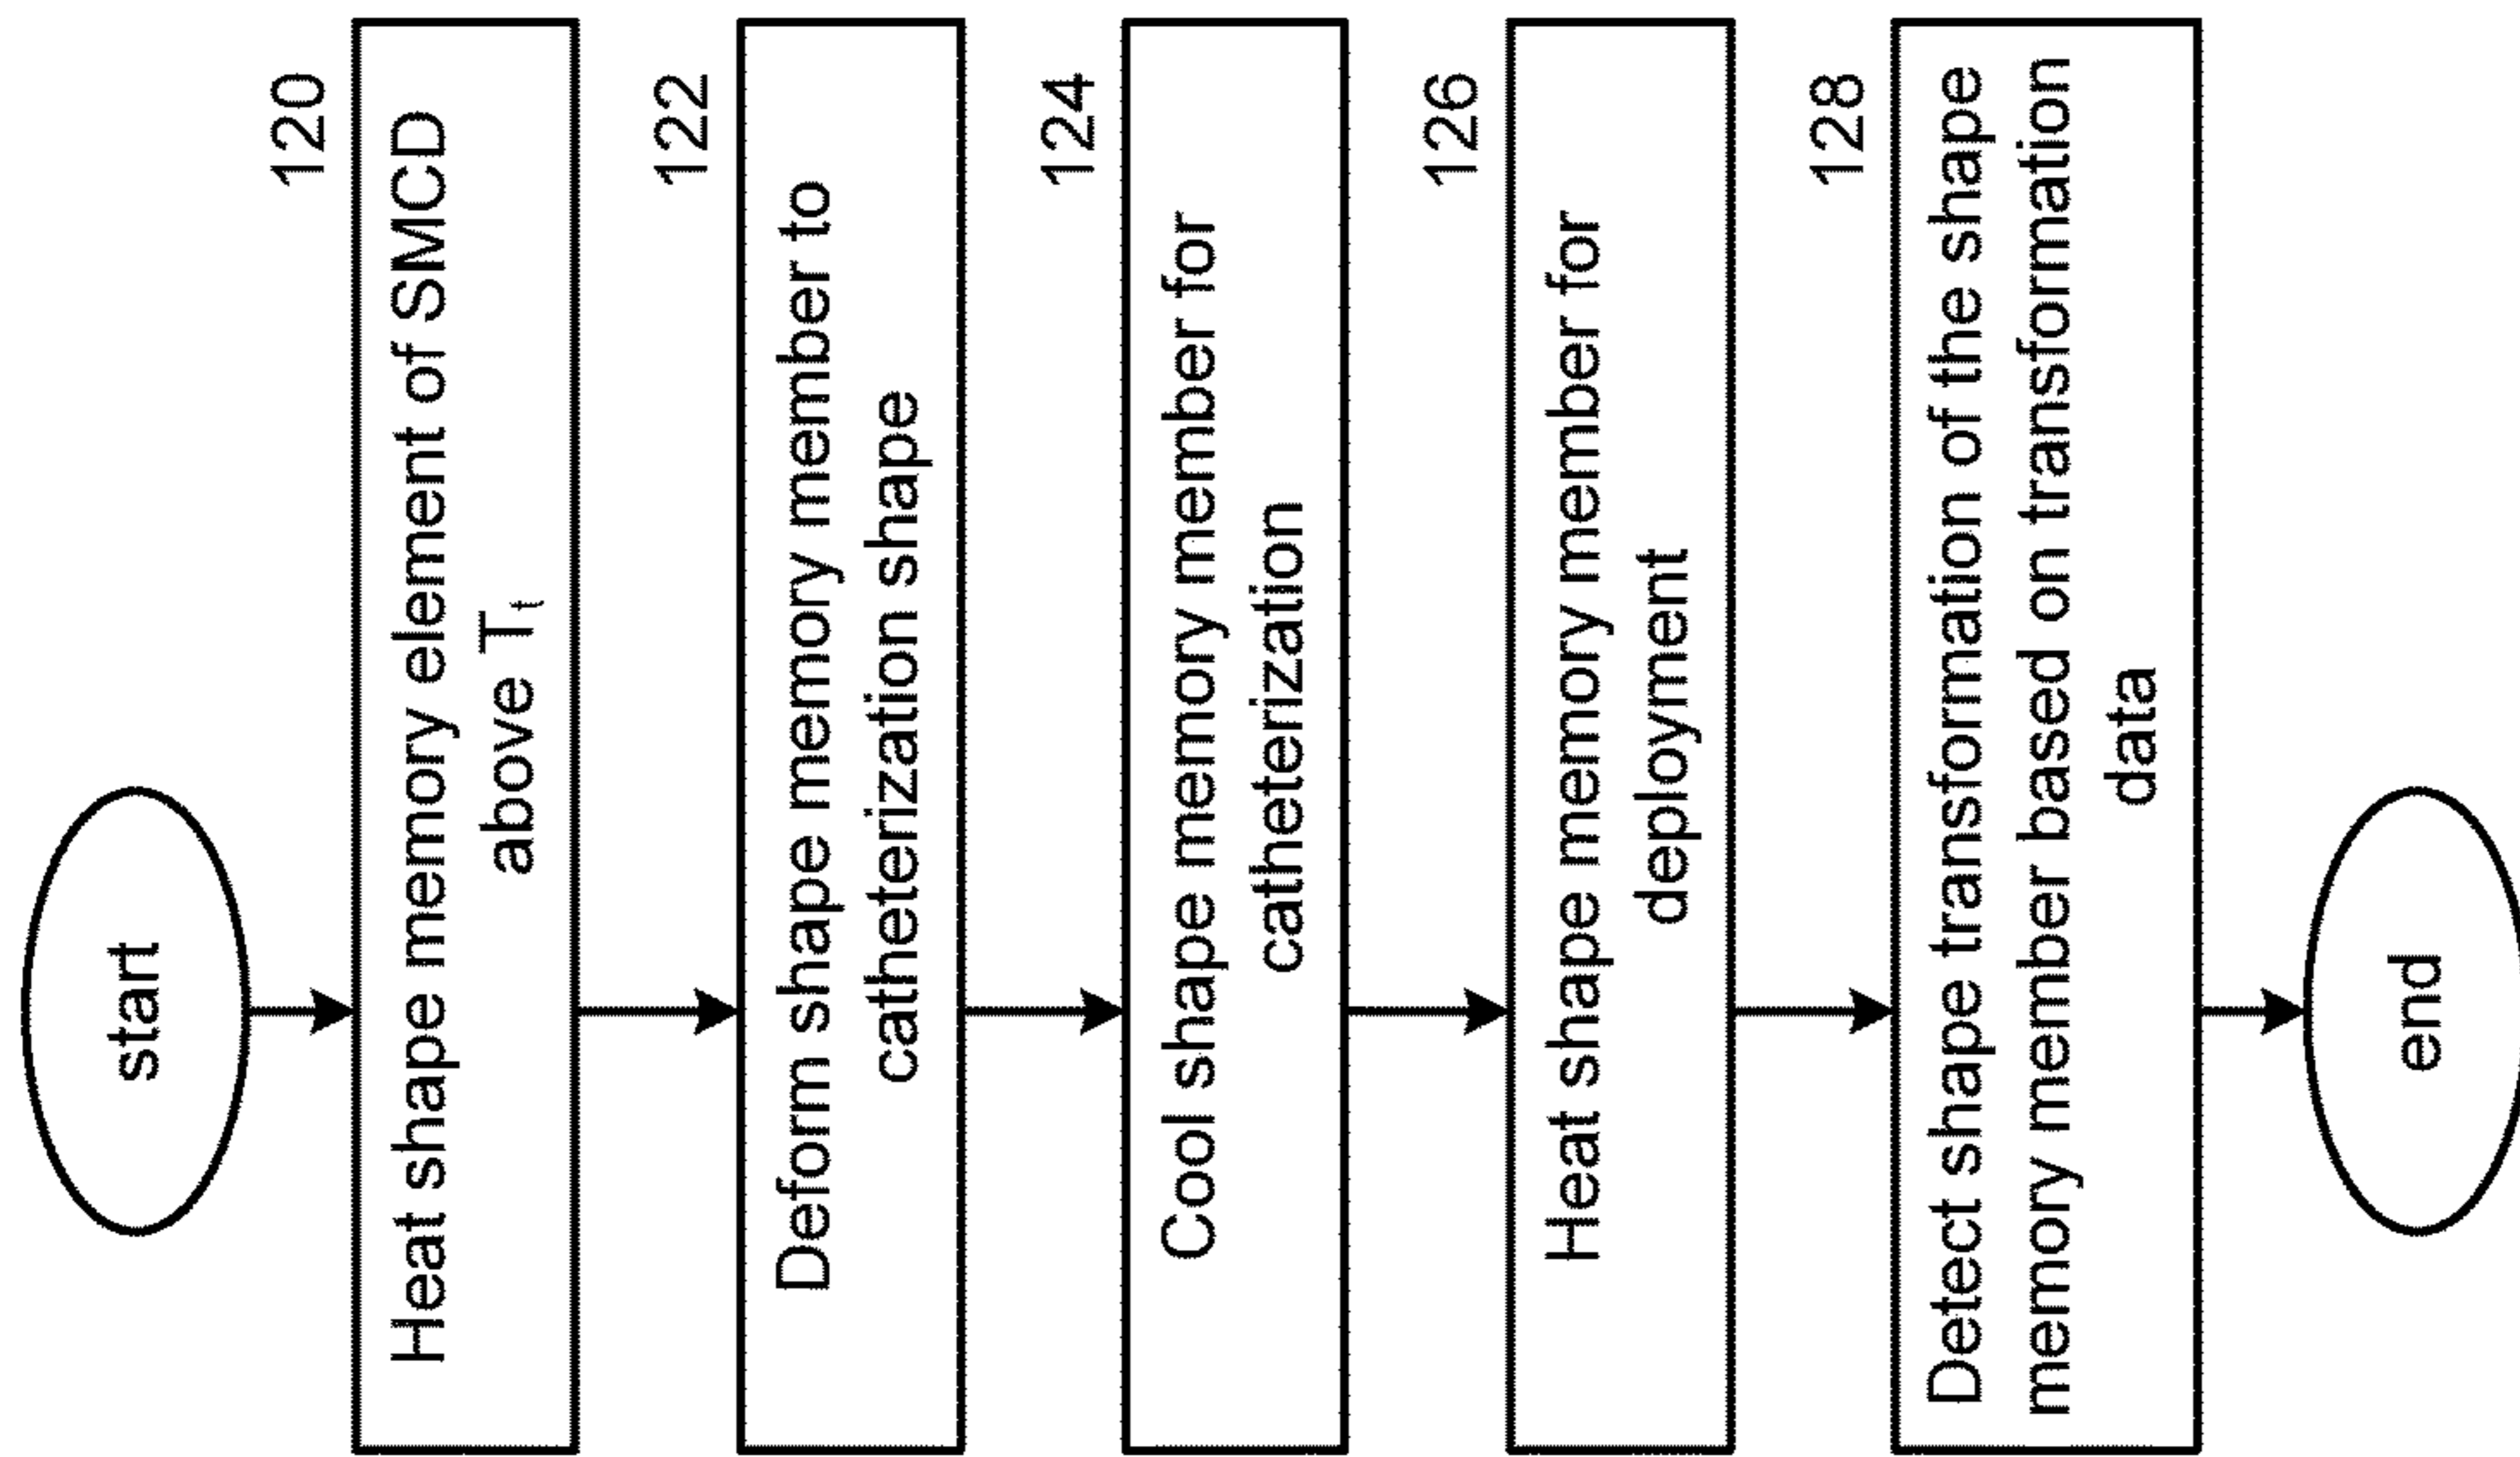 start
120
Heat shape memory element of SMCD
above Tₜ
122
Deform shape memory member to
catheterization shape
124
Cool shape memory member for
catheterization
126
Heat shape memory member for
deployment
128
Detect shape transformation of the shape
memory member based on transformation
data
end